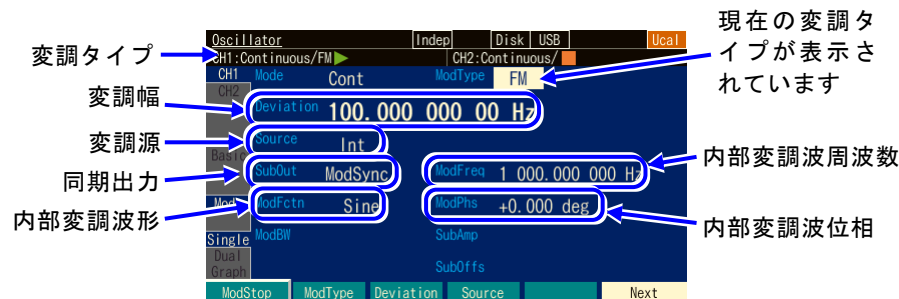 変調タイプ
変調幅
変調源
同期出力
内部変調波形
現在の変調タ
イプが表示さ
れています
内部変調波周波数
内部変調波位相
Oscillator Indep Disk USB Ucal
CH1:Continuous/FM CH2:Continuous/
CH1 Mode Cont ModType FM
CH2
Deviation 100.000 000 00 Hz
Source Int
Basic
SubOut ModSync ModFreq 1 000.000 000 Hz
ModFctn Sine ModPhs +0.000 deg
Single ModBW SubAmp
Dual
Graph SubOffs
ModStop ModType Deviation Source Next